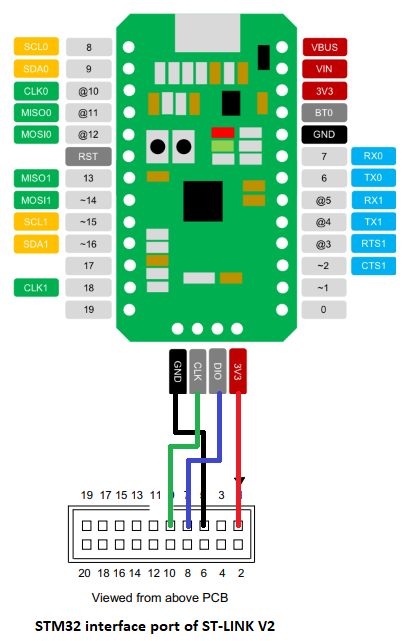 SCL0 8 VBUS
SDA0 9 VIN
CLK0 @10 3V3
MISO0 @11 BT0
MOSI0 @12 GND
RST 7 RX0
MISO1 13 6 TX0
MOSI1 ~14 @5 RX1
SCL1 ~15 @4 TX1
SDA1 ~16 @3 RTS1
17 ~2 CTS1
CLK1 18 ~1
19 0
GND CLK DIO 3V3
19 17 15 13 11 9 7 5 3 1
20 18 16 14 12 10 8 6 4 2
Viewed from above PCB
STM32 interface port of ST-LINK V2